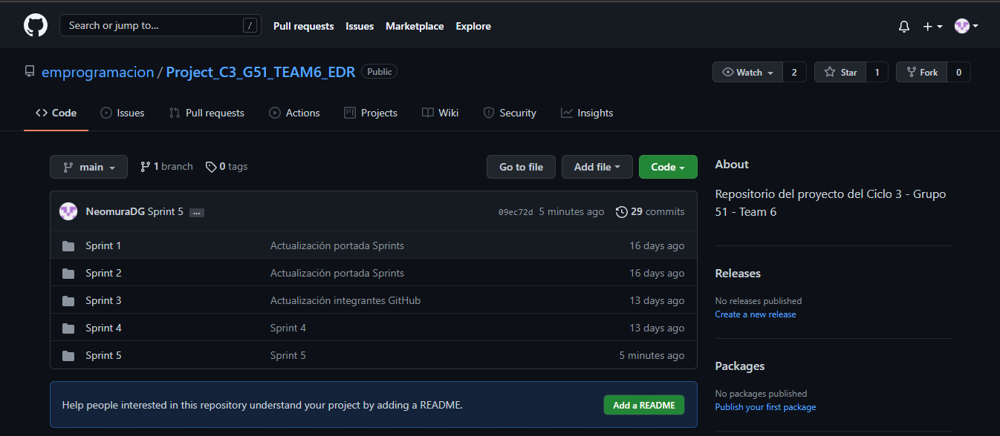 Search or jump to... /
Pull requests Issues Marketplace Explore
emprogramacion / Project_C3_G51_TEAM6_EDR Public
Watch 2 Star 1 Fork 0
Code Issues Pull requests Actions Projects Wiki Security Insights
main 1 branch 0 tags Go to file Add file Code
NeomuraDG Sprint 5 ... 09ec72d 5 minutes ago 29 commits
Sprint 1 Actualización portada Sprints 16 days ago
Sprint 2 Actualización portada Sprints 16 days ago
Sprint 3 Actualización integrantes GitHub 13 days ago
Sprint 4 Sprint 4 13 days ago
Sprint 5 Sprint 5 5 minutes ago
Help people interested in this repository understand your project by adding a README. Add a README
About
Repositorio del proyecto del Ciclo 3 - Grupo
51 - Team 6
Releases
No releases published
Create a new release
Packages
No packages published
Publish your first package